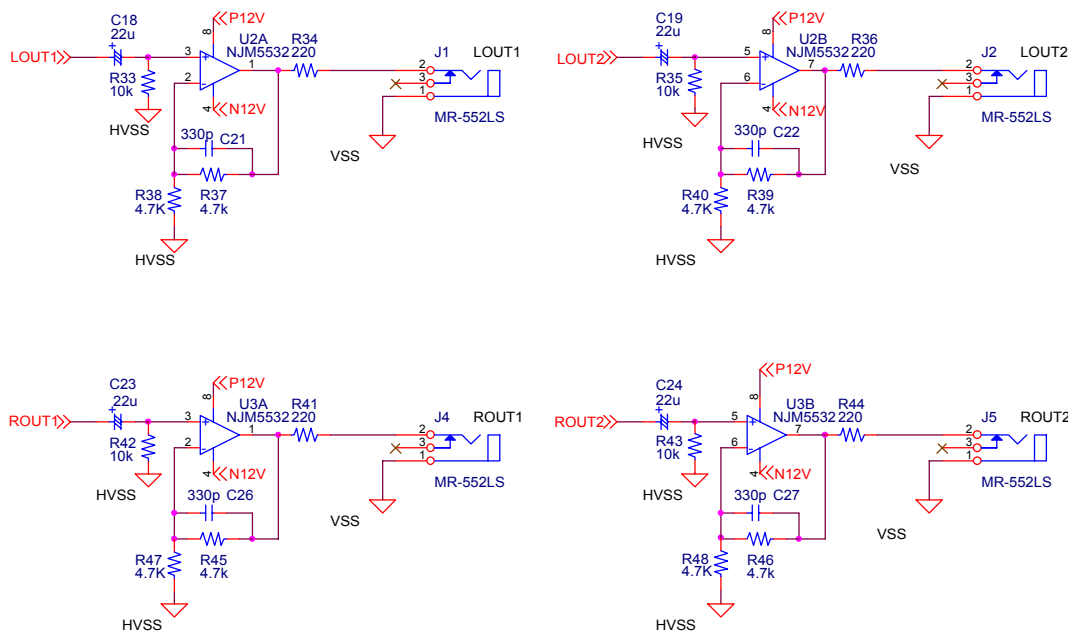 C18
22u
LOUT1
3
2
8
P12V
U2A
NJM5532
1
4
N12V
R34
220
R33
10k
HVSS
330p C21
R38
4.7K
R37
4.7k
HVSS
J1
LOUT1
2
3
1
MR-552LS
VSS
C19
22u
LOUT2
5
6
8
P12V
U2B
NJM5532
7
4
N12V
R36
220
R35
10k
HVSS
330p C22
R40
4.7K
R39
4.7k
HVSS
J2
LOUT2
2
3
1
MR-552LS
VSS
C23
22u
ROUT1
3
2
8
P12V
U3A
NJM5532
1
4
N12V
R41
220
R42
10k
HVSS
330p C26
R47
4.7K
R45
4.7k
HVSS
J4
ROUT1
2
3
1
MR-552LS
VSS
C24
22u
ROUT2
5
6
8
P12V
U3B
NJM5532
7
4
N12V
R44
220
R43
10k
HVSS
330p C27
R48
4.7K
R46
4.7k
HVSS
J5
ROUT2
2
3
1
MR-552LS
VSS